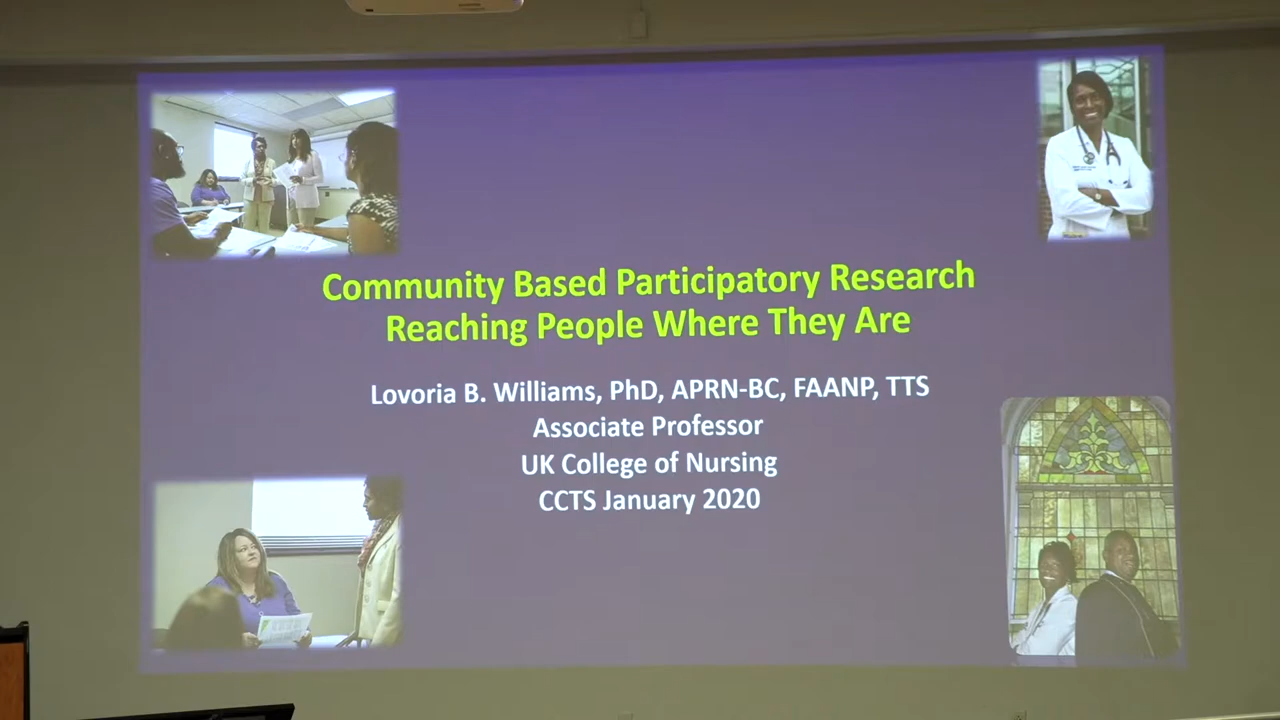 Community Based Participatory Research
Reaching People Where They Are
Lovoria B. Williams, PhD, APRN-BC, FAANP, TTS
Associate Professor
UK College of Nursing
CCTS January 2020